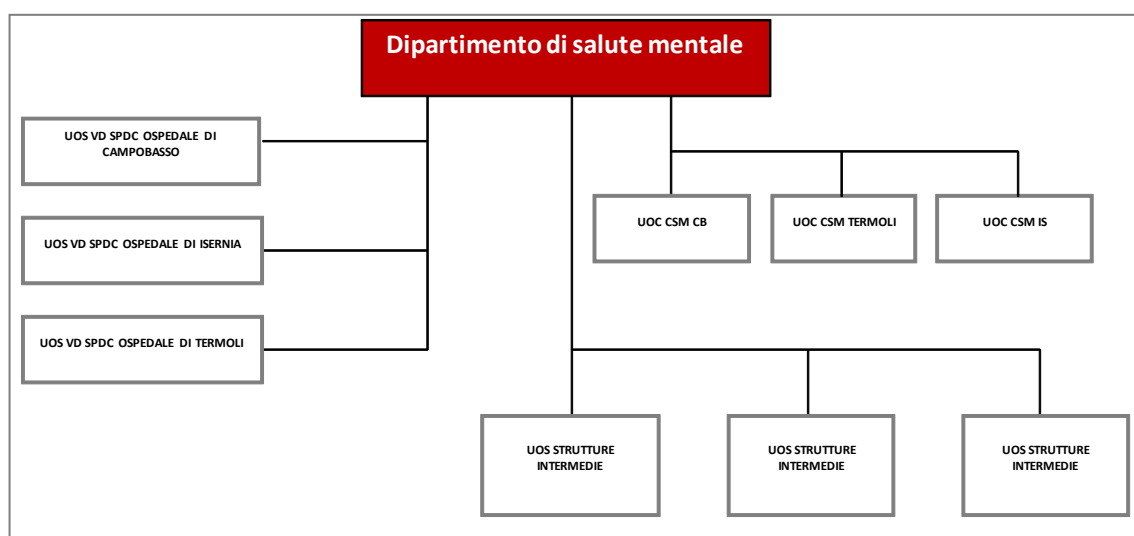 Dipartimento di salute mentale
UOS VD SPDC OSPEDALE DI
CAMPOBASSO
UOS VD SPDC OSPEDALE DI ISERNIA
UOS VD SPDC OSPEDALE DI TERMOLI
UOC CSM CB
UOC CSM TERMOLI
UOC CSM IS
UOS STRUTTURE
INTERMEDIE
UOS STRUTTURE
INTERMEDIE
UOS STRUTTURE
INTERMEDIE